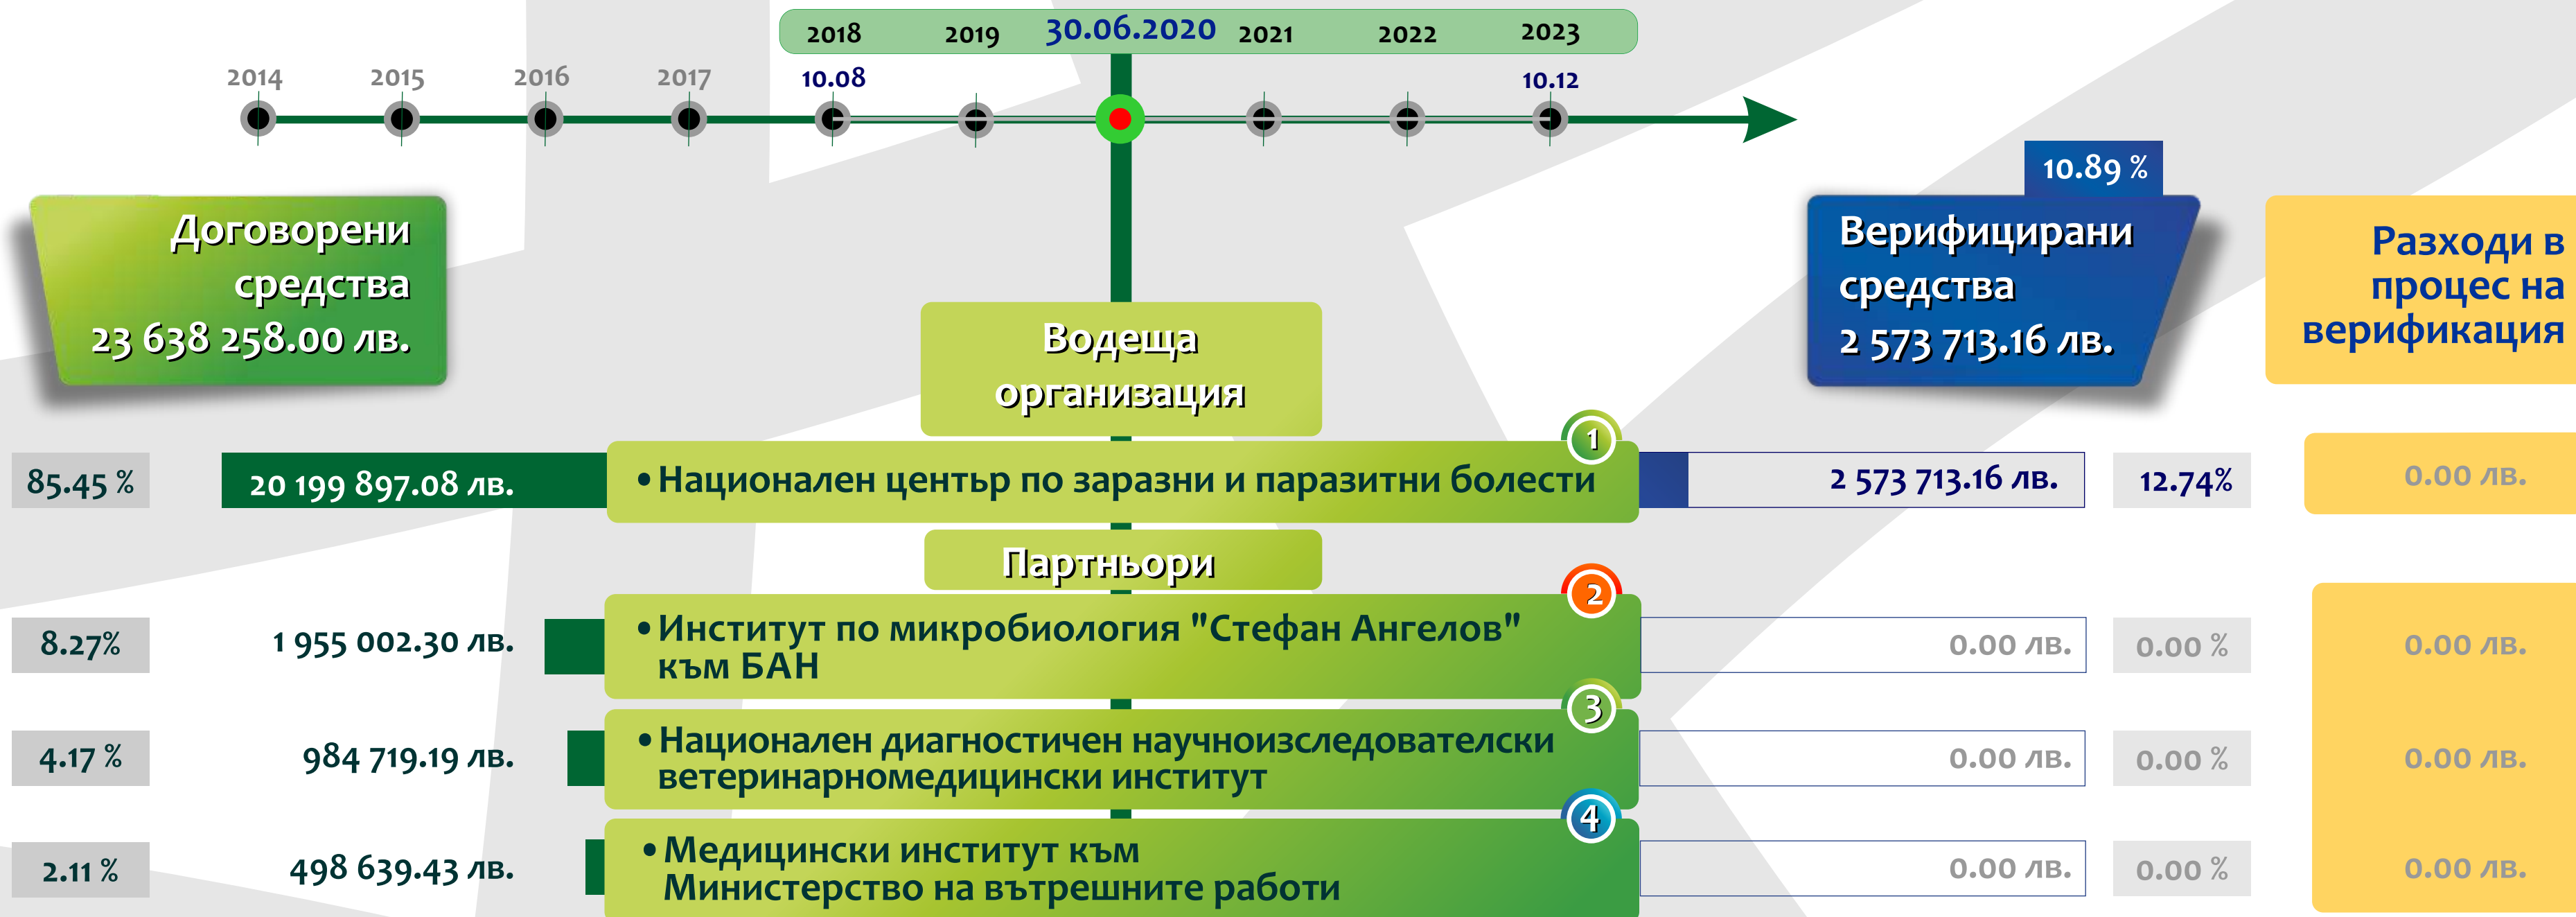 2014
2015
2016
2017
2018
2019
30.06.2020
2021
2022
2023
10.08
10.12
Договорени
средства
23 638 258.00 лв.
10.89 %
Верифицирани
средства
2 573 713.16 лв.
Разходи в
процес на
верификация
Водеща
организация
1
85.45 %
20 199 897.08 лв.
•Национален център по заразни и паразитни болести
2 573 713.16 лв.
12.74%
0.00 лв.
Партньори
2
8.27%
1 955 002.30 лв.
•Институт по микробиология "Стефан Ангелов"
към БАН
0.00 лв.
0.00 %
0.00 лв.
3
4.17 %
984 719.19 лв.
•Национален диагностичен научноизследователски
ветеринарномедицински институт
0.00 лв.
0.00 %
0.00 лв.
4
2.11 %
498 639.43 лв.
•Медицински институт към
Министерство на вътрешните работи
0.00 лв.
0.00 %
0.00 лв.